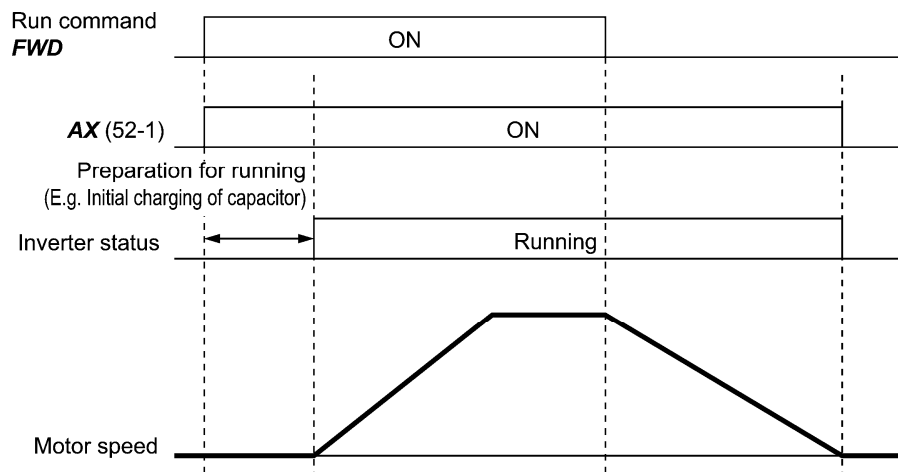 Run command
FWD
ON
AX (52-1)
ON
Preparation for running
(E.g. Initial charging of capacitor)
Inverter status
Running
Motor speed